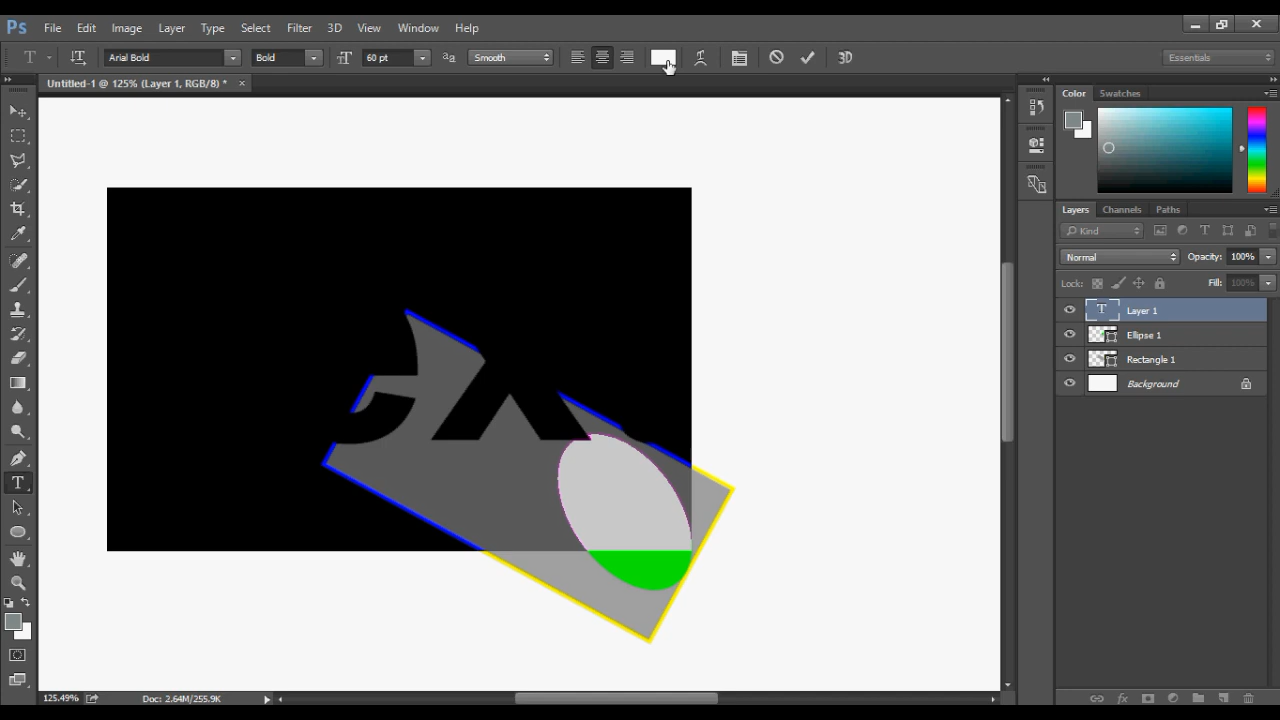 Ps File Edit Image Layer Type Select Filter 3D View Window Help
T Arial Bold Bold 60 pt Smooth 3D Essentials
Untitled-1 @ 125% (Layer 1, RGB/8) * ×
Color Swatches
Layers Channels Paths
Kind
Normal Opacity: 100%
Lock: Fill: 100%
T Layer 1
Ellipse 1
Rectangle 1
Background
125.49% Doc: 2.64M/255.9K